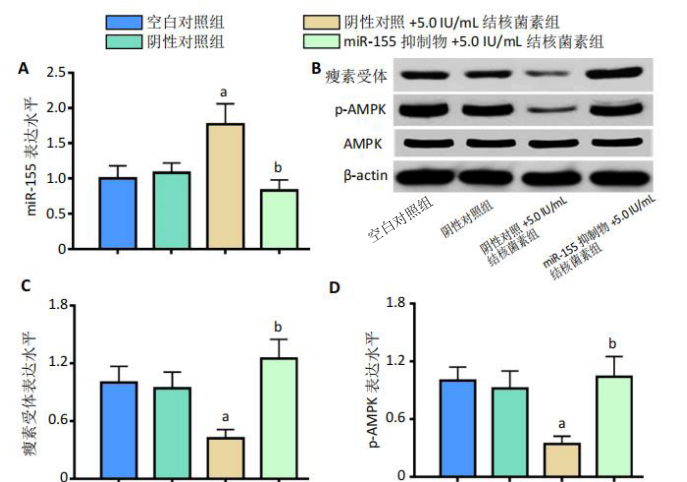 空白对照组
阴性对照 +5.0 IU/mL 结核菌素组
阴性对照组
miR-155 抑制物 +5.0 IU/mL 结核菌素组
A
2.5
2.0
1.5
1.0
0.5
0
miR-155 表达水平
a
b
B
瘦素受体
p-AMPK
AMPK
β-actin
空白对照组
阴性对照组
阴性对照 +5.0 IU/mL
结核菌素组
miR-155 抑制物 +5.0 IU/mL
结核菌素组
C
1.8
1.2
0.6
0
瘦素受体表达水平
a
b
D
1.8
1.2
0.6
0
p-AMPK 表达水平
a
b